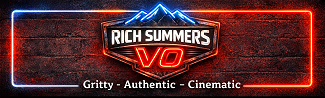 RICH SUMMERS
VO
Gritty - Authentic - Cinematic